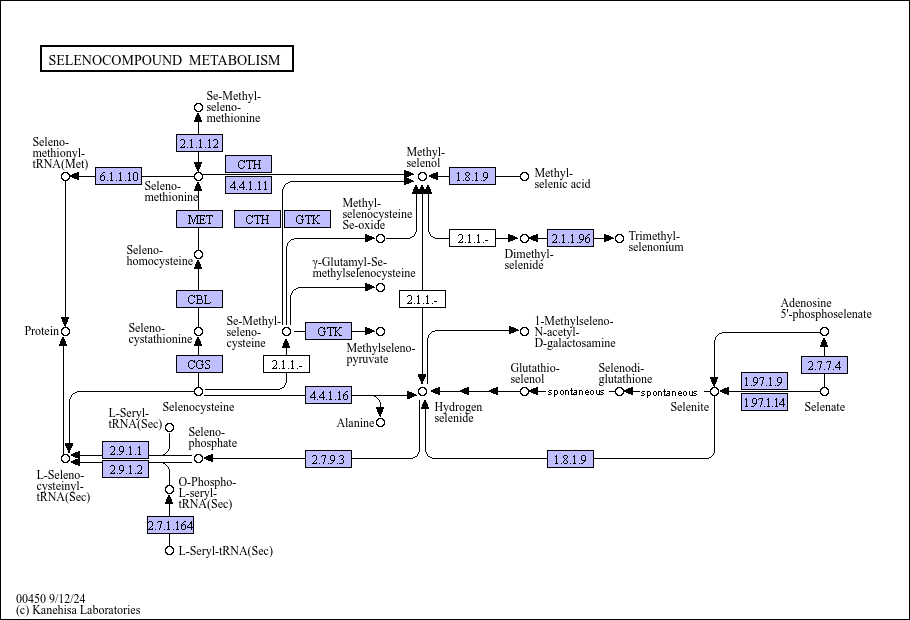 SELENOCOMPOUND METABOLISM
Se-Methyl-
seleno-
methionine
Seleno-
methionyl-
tRNA(Met)
2.1.1.12
CTH
Methyl-
selenol
6.1.1.10
4.4.1.11
1.8.1.9
Methyl-
selenic acid
Seleno-
methionine
MET
CTH
GTK
Methyl-
selenocysteine
Se-oxide
2.1.1.-
2.1.1.96
Trimethyl-
selenonium
Dimethyl-
selenide
Seleno-
homocysteine
γ-Glutamyl-Se-
methylselenocysteine
CBL
2.1.1.-
Adenosine
5'-phosphoselenate
Protein
Seleno-
cystathionine
Se-Methyl-
seleno-
cysteine
GTK
Methylseleno-
pyruvate
1-Methylseleno-
N-acetyl-
D-galactosamine
CGS
2.1.1.-
Glutathio-
selenol
Selenodi-
glutathione
2.7.7.4
1.97.1.9
1.97.1.14
4.4.1.16
spontaneous
spontaneous
Selenocysteine
Hydrogen
selenide
Selenite
Selenate
Alanine
L-Seryl-
tRNA(Sec)
Seleno-
phosphate
2.9.1.1
2.9.1.2
2.7.9.3
1.8.1.9
L-Seleno-
cysteinyl-
tRNA(Sec)
O-Phospho-
L-seryl-
tRNA(Sec)
2.7.1.164
L-Seryl-tRNA(Sec)
00450 9/12/24
(c) Kanehisa Laboratories